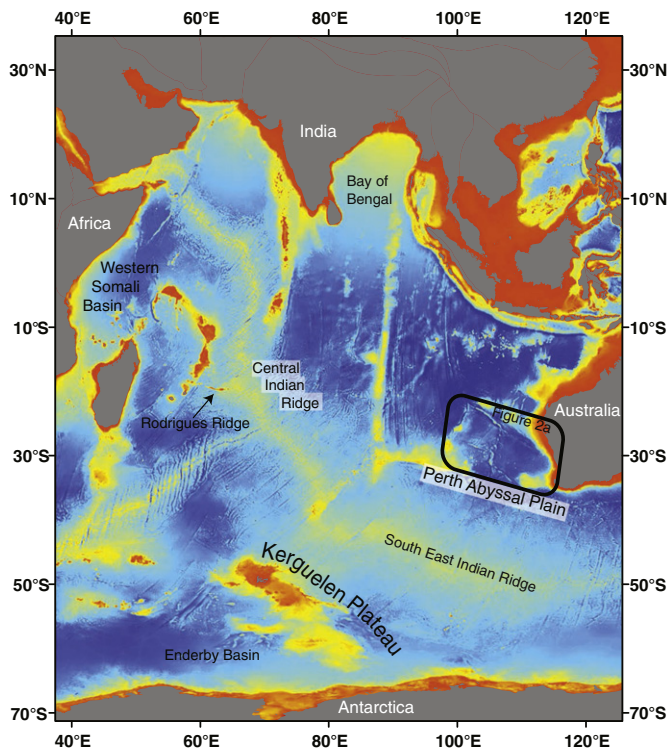 40°E 60°E 80°E 100°E 120°E
30°N 30°N
India
Bay of
Bengal
10°N 10°N
Africa
Western
Somali
Basin
10°S 10°S
Central
Indian
Ridge
Rodrigues Ridge
Figure 2a
Australia
30°S 30°S
Perth Abyssal Plain
South East Indian Ridge
Kerguelen Plateau
50°S 50°S
Enderby Basin
70°S 70°S
Antarctica
40°E 60°E 80°E 100°E 120°E